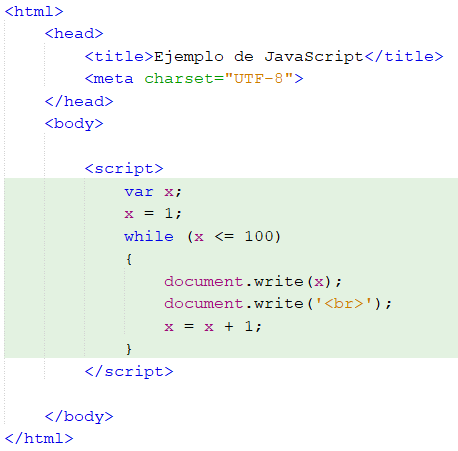 <html>
<head>
<title>Ejemplo de JavaScript</title>
<meta charset="UTF-8">
</head>
<body>
<script>
var x;
x = 1;
while (x <= 100)
{
document.write(x);
document.write('<br>');
x = x + 1;
}
</script>
</body>
</html>